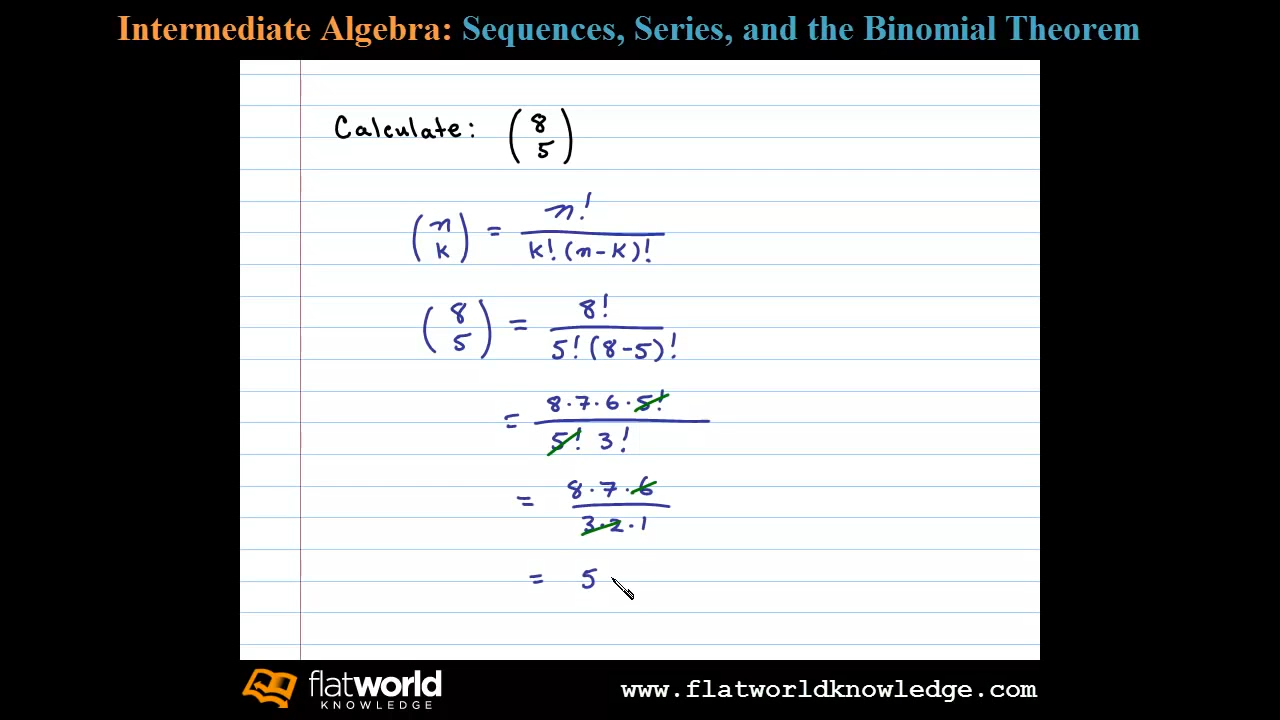 Intermediate Algebra: Sequences, Series, and the Binomial Theorem
Calculate: (8 5)
(n k) = n! / k!(n-k)!
(8 5) = 8! / 5!(8-5)!
= 8·7·6·5! / 5! 3!
= 8·7·6 / 3·2·1
= 5
flatworld
KNOWLEDGE
www.flatworldknowledge.com